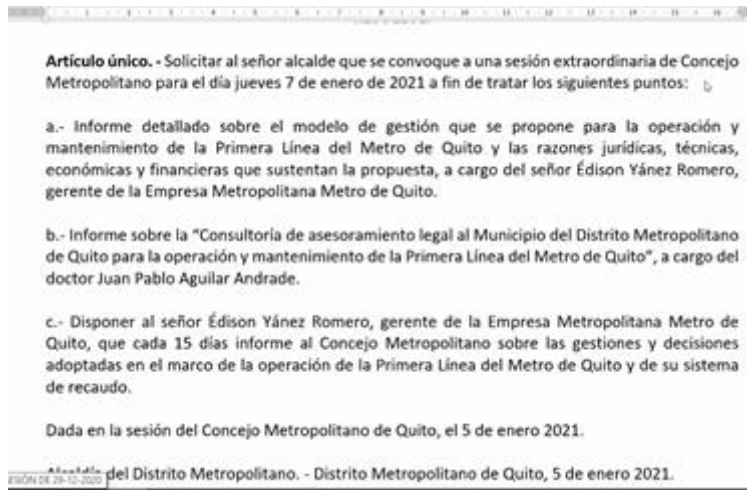 Artículo único. - Solicitar al señor alcalde que se convoque a una sesión extraordinaria de Concejo
Metropolitano para el día jueves 7 de enero de 2021 a fin de tratar los siguientes puntos:
a.- Informe detallado sobre el modelo de gestión que se propone para la operación y
mantenimiento de la Primera Línea del Metro de Quito y las razones jurídicas, técnicas,
económicas y financieras que sustentan la propuesta, a cargo del señor Édison Yánez Romero,
gerente de la Empresa Metropolitana Metro de Quito.
b.- Informe sobre la "Consultoría de asesoramiento legal al Municipio del Distrito Metropolitano
de Quito para la operación y mantenimiento de la Primera Línea del Metro de Quito", a cargo del
doctor Juan Pablo Aguilar Andrade.
c.- Disponer al señor Édison Yánez Romero, gerente de la Empresa Metropolitana Metro de
Quito, que cada 15 días informe al Concejo Metropolitano sobre las gestiones y decisiones
adoptadas en el marco de la operación de la Primera Línea del Metro de Quito y de su sistema
de recaudo.
Dada en la sesión del Concejo Metropolitano de Quito, el 5 de enero 2021.
del Distrito Metropolitano. - Distrito Metropolitano de Quito, 5 de enero 2021.
ESIÓN DE 29-12-2020